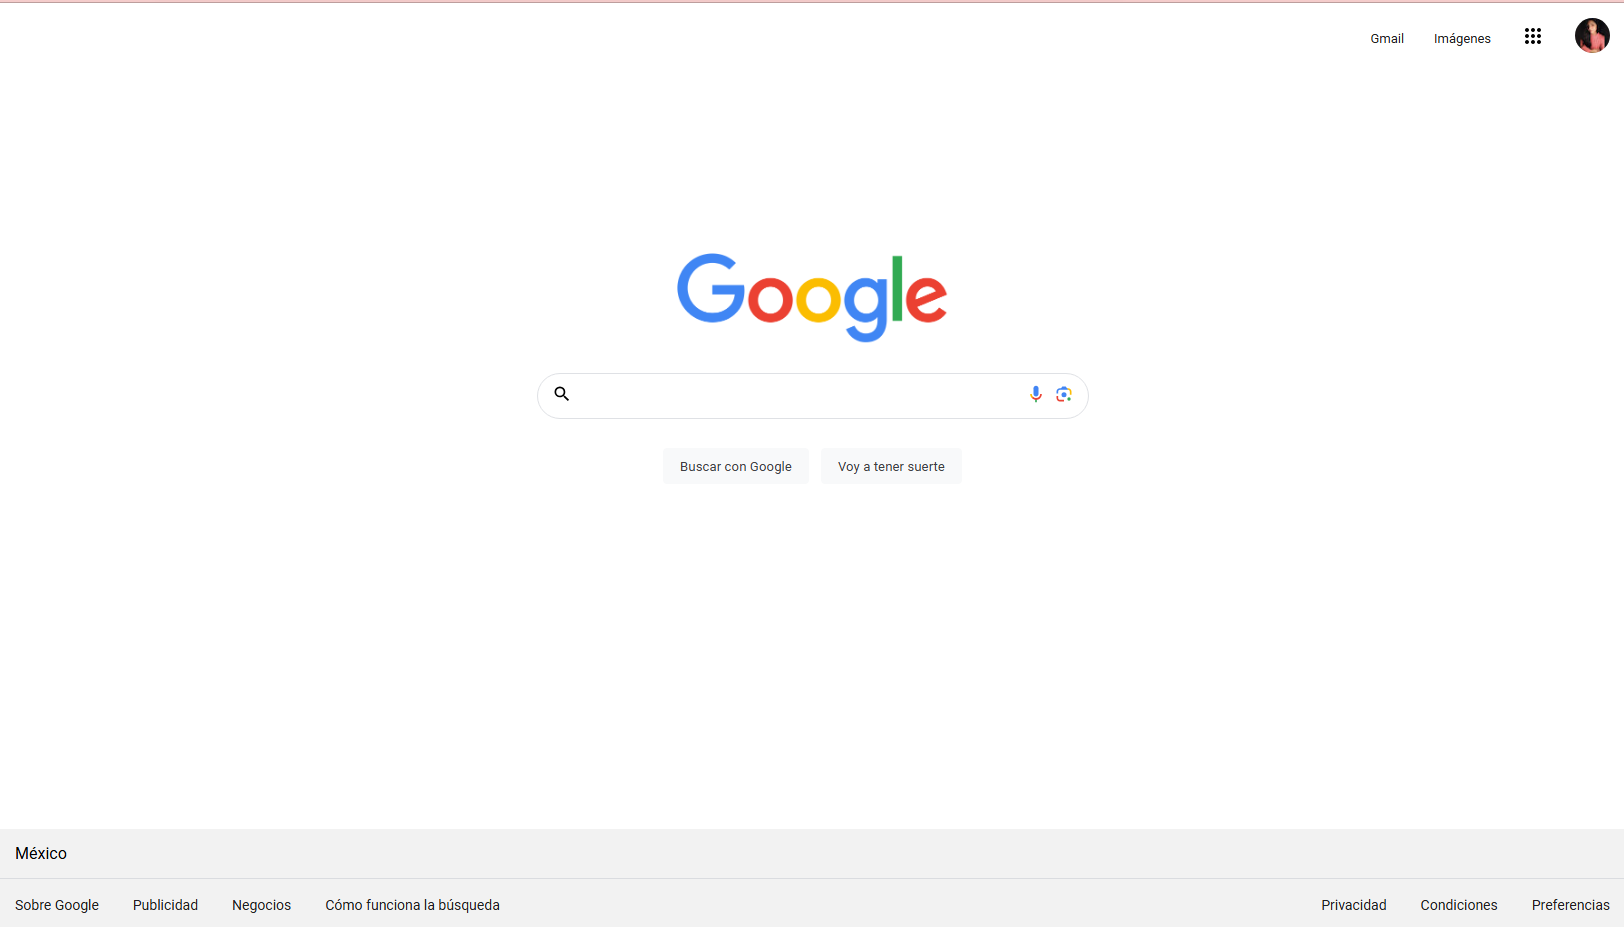 Gmail Imágenes
Google
Buscar con Google Voy a tener suerte
México
Sobre Google Publicidad Negocios Cómo funciona la búsqueda Privacidad Condiciones Preferencias